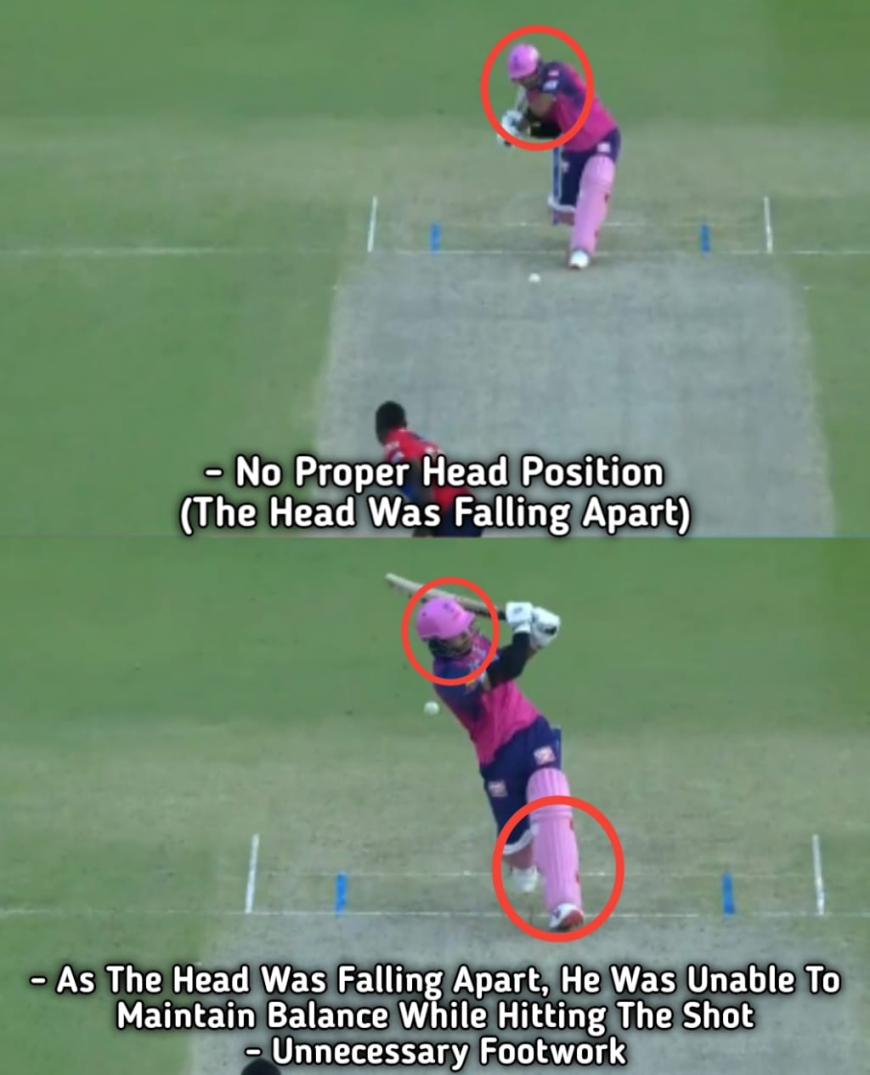 - No Proper Head Position
(The Head Was Falling Apart)
- As The Head Was Falling Apart, He Was Unable To
Maintain Balance While Hitting The Shot
- Unnecessary Footwork